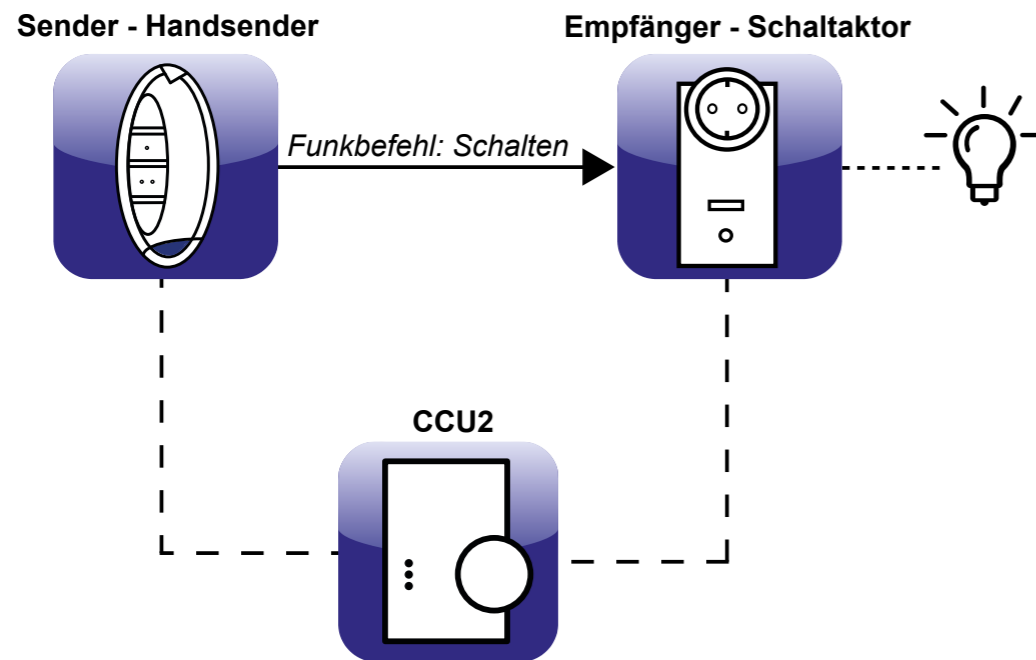 Sender - Handsender
Empfänger - Schaltaktor
Funkbefehl: Schalten
CCU2